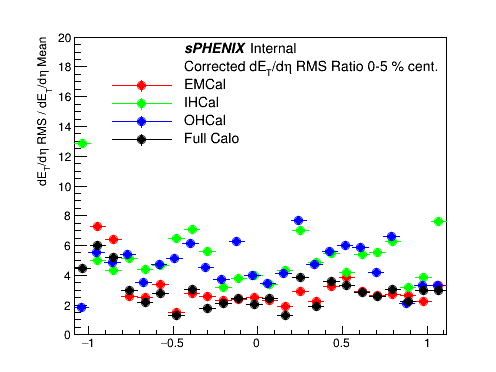 sPHENIX Internal
Corrected dE_T/dη RMS Ratio 0-5 % cent.
EMCal
IHCal
OHCal
Full Calo
dE_T/dη RMS / dE_T/dη Mean
20
18
16
14
12
10
8
6
4
2
0
−1 −0.5 0 0.5 1